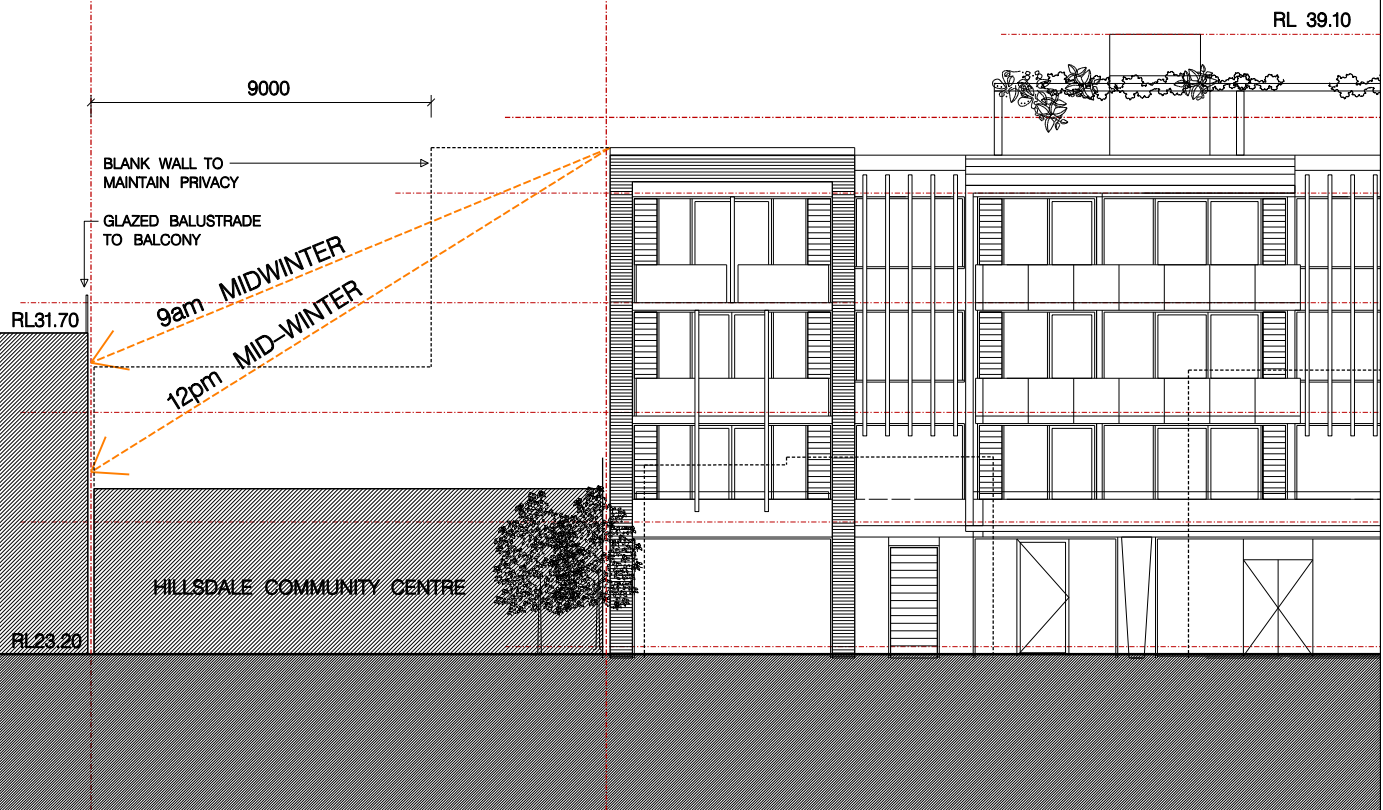 RL 39.10
9000
BLANK WALL TO
MAINTAIN PRIVACY
GLAZED BALUSTRADE
TO BALCONY
9am MIDWINTER
RL31.70
12pm MID-WINTER
HILLSDALE COMMUNITY CENTRE
RL23.20